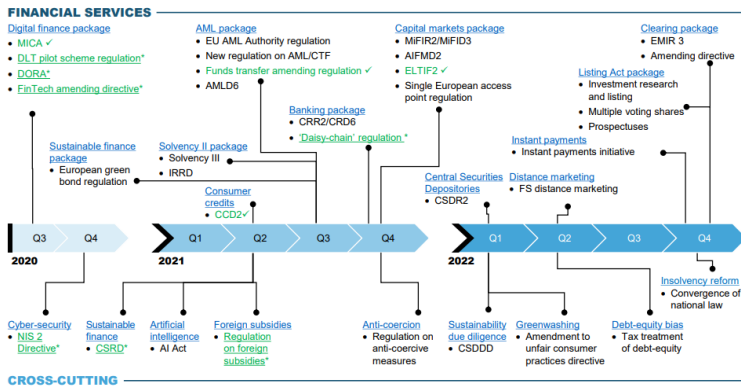 FINANCIAL SERVICES
Digital finance package
• MICA ✓
• DLT pilot scheme regulation*
• DORA*
• FinTech amending directive*
AML package
• EU AML Authority regulation
• New regulation on AML/CTF
• Funds transfer amending regulation ✓
• AMLD6
Capital markets package
• MiFIR2/MiFID3
• AIFMD2
• ELTIF2 ✓
• Single European access
point regulation
Clearing package
• EMIR 3
• Amending directive
Listing Act package
• Investment research
and listing
• Multiple voting shares
• Prospectuses
Banking package
• CRR2/CRD6
• 'Daisy-chain' regulation *
Sustainable finance
package
• European green
bond regulation
Solvency II package
• Solvency III
• IRRD
Instant payments
• Instant payments initiative
Consumer
credits
• CCD2✓
Central Securities
Depositories
• CSDR2
Distance marketing
• FS distance marketing
Q3
Q4
Q1
Q2
Q3
Q4
Q1
Q2
Q3
Q4
2020
2021
2022
Insolvency reform
• Convergence of
national law
Cyber-security
• NIS 2
Directive*
Sustainable
finance
• CSRD*
Artificial
intelligence
• AI Act
Foreign subsidies
• Regulation
on foreign
subsidies*
Anti-coercion
• Regulation on
anti-coercive
measures
Sustainability
due diligence
• CSDDD
Greenwashing
• Amendment to
unfair consumer
practices directive
Debt-equity bias
• Tax treatment
of debt-equity
CROSS-CUTTING